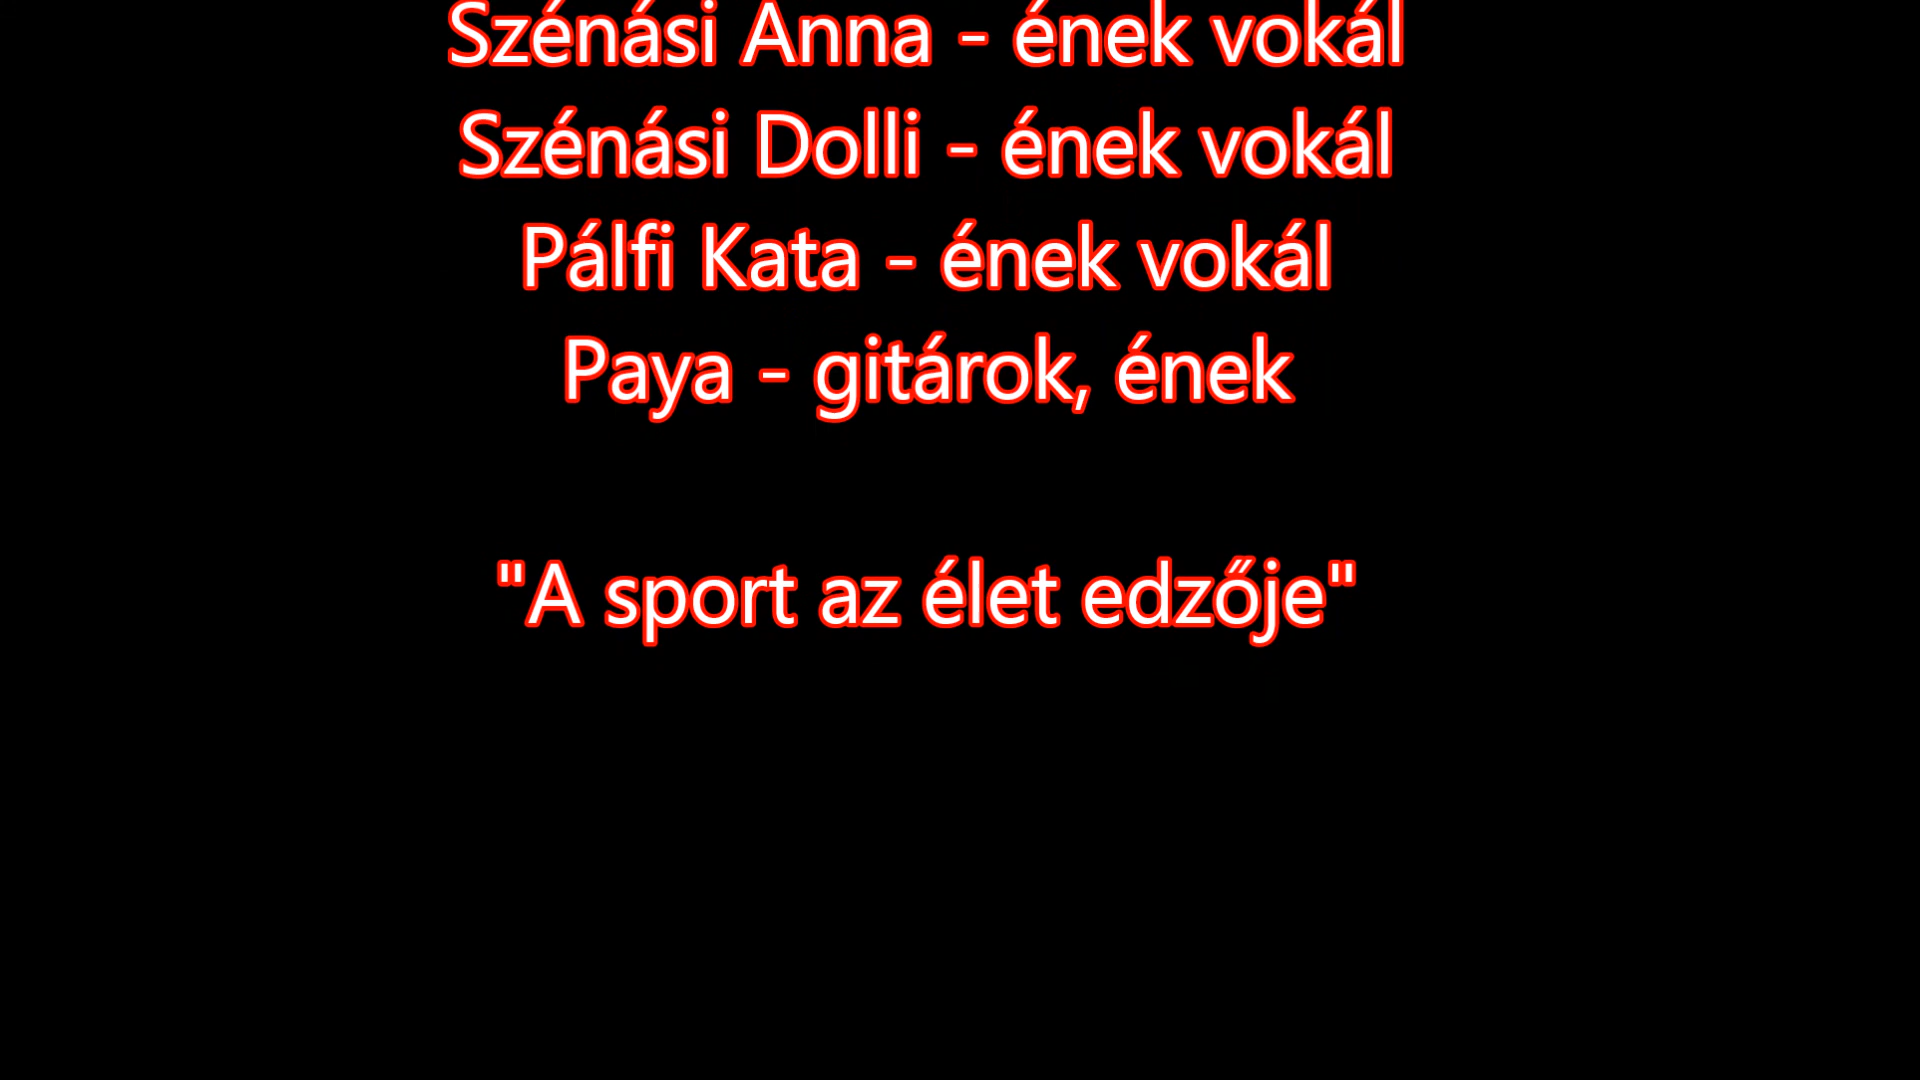 Szénási Anna - ének vokál
Szénási Dolli - ének vokál
Pálfi Kata - ének vokál
Paya - gitárok, ének
"A sport az élet edzője"